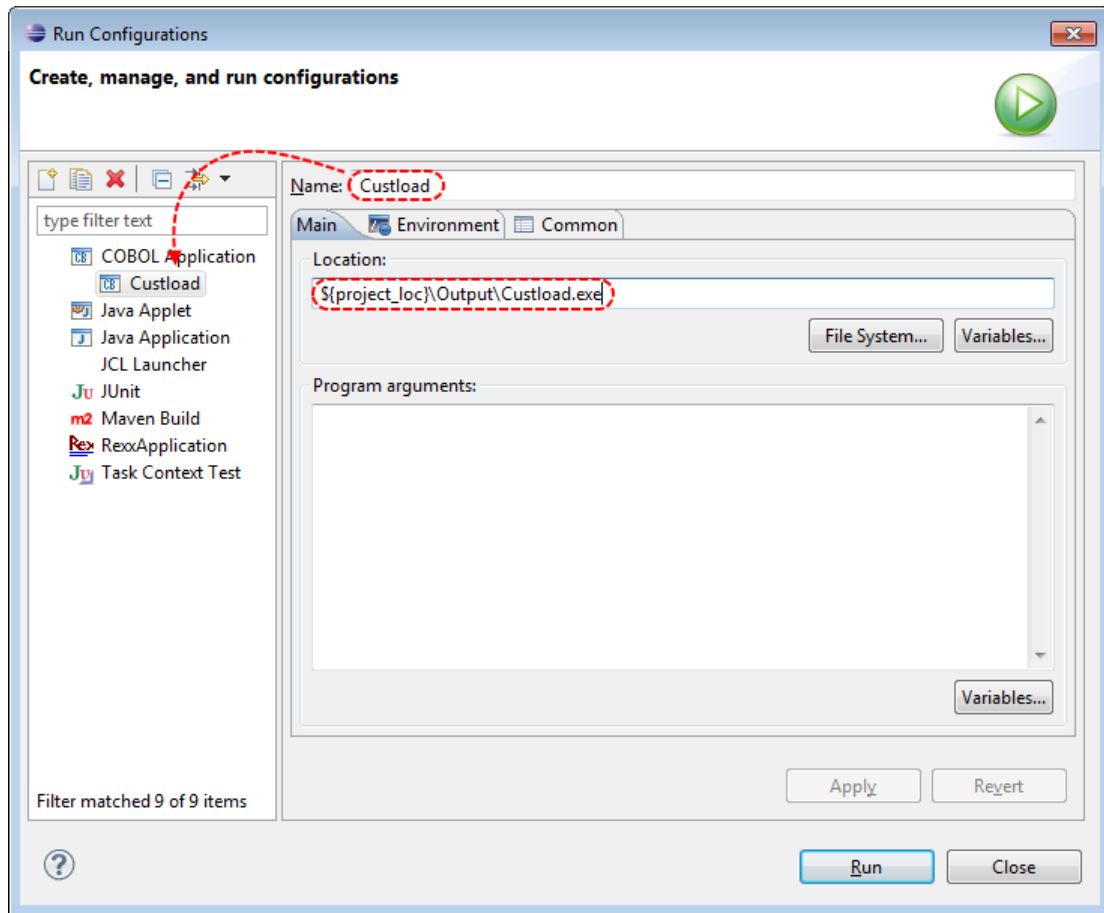 Run Configurations
Create, manage, and run configurations
type filter text
COBOL Application
Custload
Java Applet
Java Application
JCL Launcher
JUnit
Maven Build
RexxApplication
Task Context Test
Filter matched 9 of 9 items
Name: Custload
Main Environment Common
Location:
${project_loc}\Output\Custload.exe
File System... Variables...
Program arguments:
Variables...
Apply Revert
Run Close